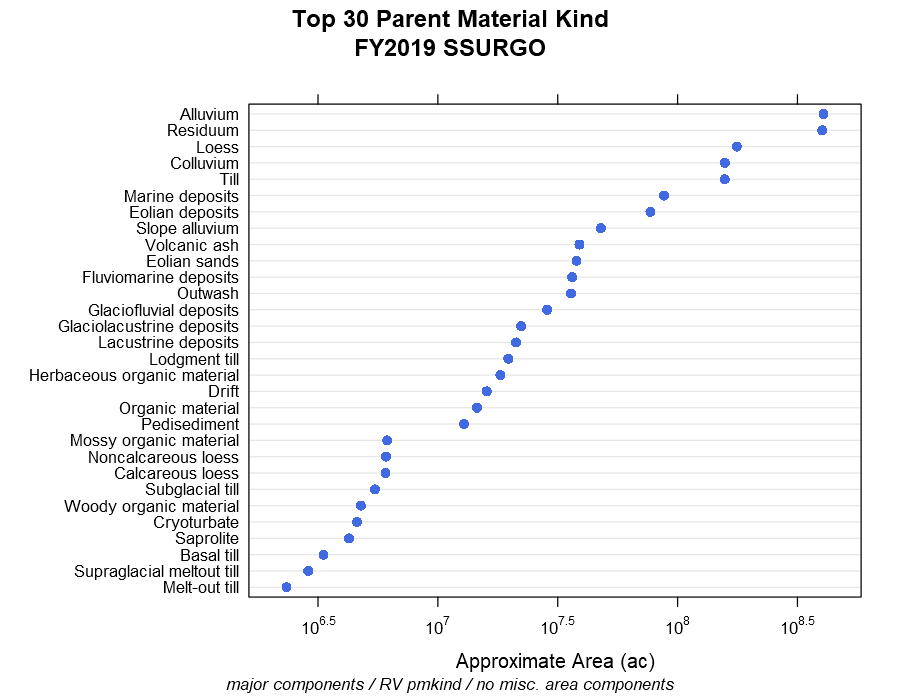 Top 30 Parent Material Kind
FY2019 SSURGO
Alluvium
Residuum
Loess
Colluvium
Till
Marine deposits
Eolian deposits
Slope alluvium
Volcanic ash
Eolian sands
Fluviomarine deposits
Outwash
Glaciofluvial deposits
Glaciolacustrine deposits
Lacustrine deposits
Lodgment till
Herbaceous organic material
Drift
Organic material
Pedisediment
Mossy organic material
Noncalcareous loess
Calcareous loess
Subglacial till
Woody organic material
Cryoturbate
Saprolite
Basal till
Supraglacial meltout till
Melt-out till
10^6.5 10^7 10^7.5 10^8 10^8.5
Approximate Area (ac)
major components / RV pmkind / no misc. area components